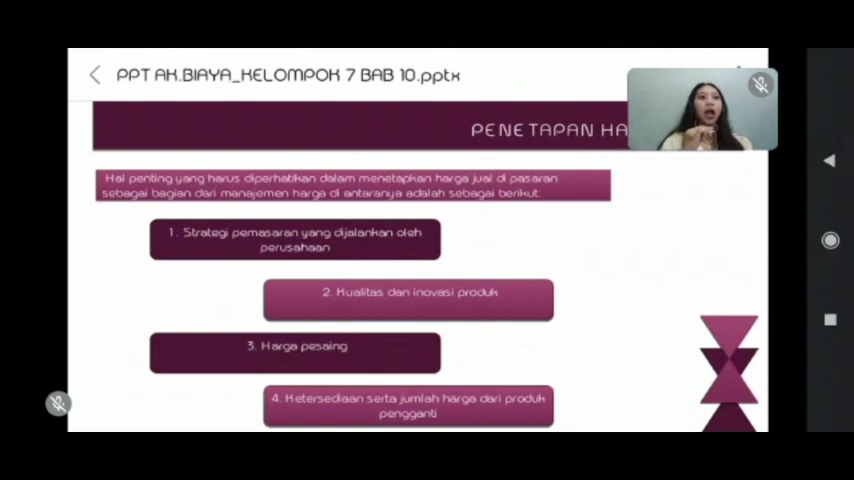 PPT AK.BIAYA_KELOMPOK 7 BAB 10.pptx
PENETAPAN HA
Hal penting yang harus diperhatikan dalam menetapkan harga jual di pasaran
sebagai bagian dari manajemen harga di antaranya adalah sebagai berikut:
1. Strategi pemasaran yang dijalankan oleh
perusahaan
2. Kualitas dan inovasi produk
3. Harga pesaing
4. Ketersediaan serta jumlah harga dari produk
pengganti